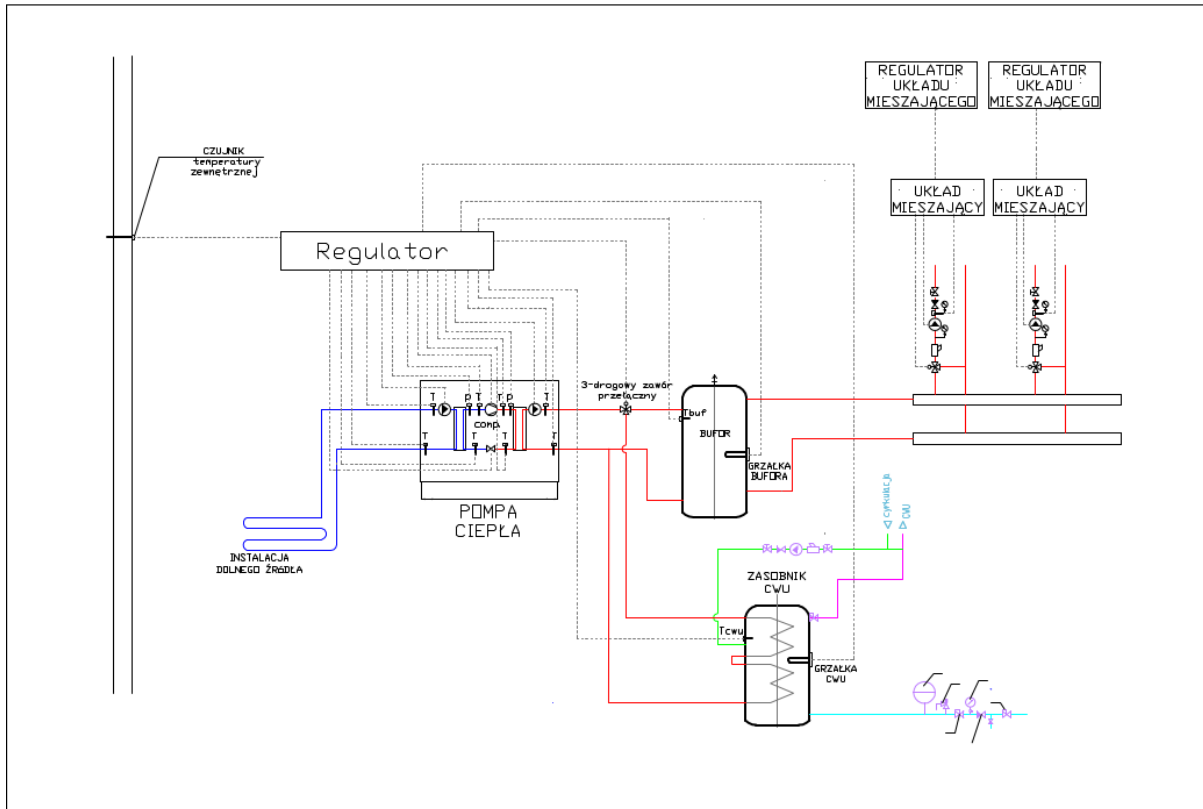 REGULATOR
UKŁADU
MIESZAJĄCEGO
REGULATOR
UKŁADU
MIESZAJĄCEGO
CZUJNIK
temperatury
zewnętrznej
UKŁAD
MIESZAJĄCY
UKŁAD
MIESZAJĄCY
Regulator
3-drogowy zawór
przełączny
T P T T P T
comp.
T T T T
Tbuf
BUFOR
GRZAŁKA
BUFORA
POMPA
CIEPŁA
INSTALACJA
DOLNEGO ŹRÓDŁA
cyrkulacja
CWU
ZASOBNIK
CWU
Tcwu
GRZAŁKA
CWU